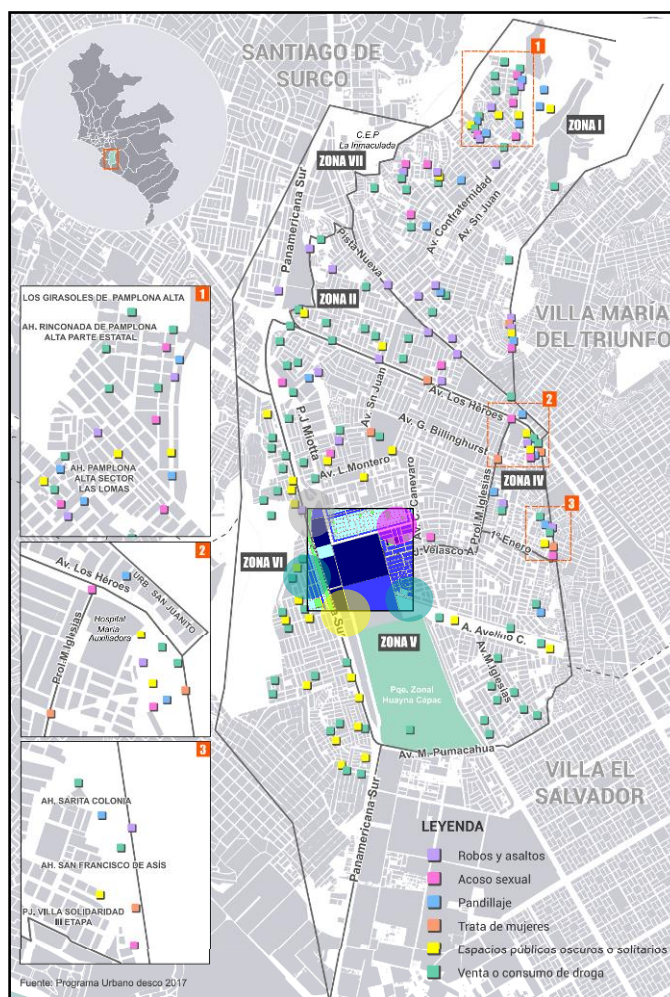 SANTIAGO DE
SURCO
1
ZONA I
C.E.P
La Inmaculada
ZONA VII
Panamericana Sur
Av. Confraternidad
Av. Sn Juan
Pista Nueva
ZONA II
VILLA MARÍA
DEL TRIUNFO
Av. Los Héroes
2
Av. Sn Juan
P.J Miotta
Av. G. Billinghurst
Av. L.Montero
Av. C. Canevaro
Prol.M.Iglesias
ZONA IV
3
1° Enero
Velasco A.
ZONA VI
Sur
ZONA V
A. Avelino C.
Av.M.Iglesias
Pqe. Zonal
Huayna Cápac
Av. M. Pumacahua
Panamericana Sur
VILLA EL
SALVADOR
1
LOS GIRASOLES DE PAMPLONA ALTA
AH. RINCONADA DE PAMPLONA
ALTA PARTE ESTATAL
AH. PAMPLONA
ALTA SECTOR
LAS LOMAS
2
Av. Los Héroes
URB. SAN JUANITO
Hospital
María
Auxiliadora
Prol.M.Iglesias
3
AH. SARITA COLONIA
AH. SAN FRANCISCO DE ASÍS
PJ. VILLA SOLIDARIDAD
III ETAPA
LEYENDA
Robos y asaltos
Acoso sexual
Pandillaje
Trata de mujeres
Espacios públicos oscuros o solitarios
Venta o consumo de droga
Fuente: Programa Urbano desco 2017